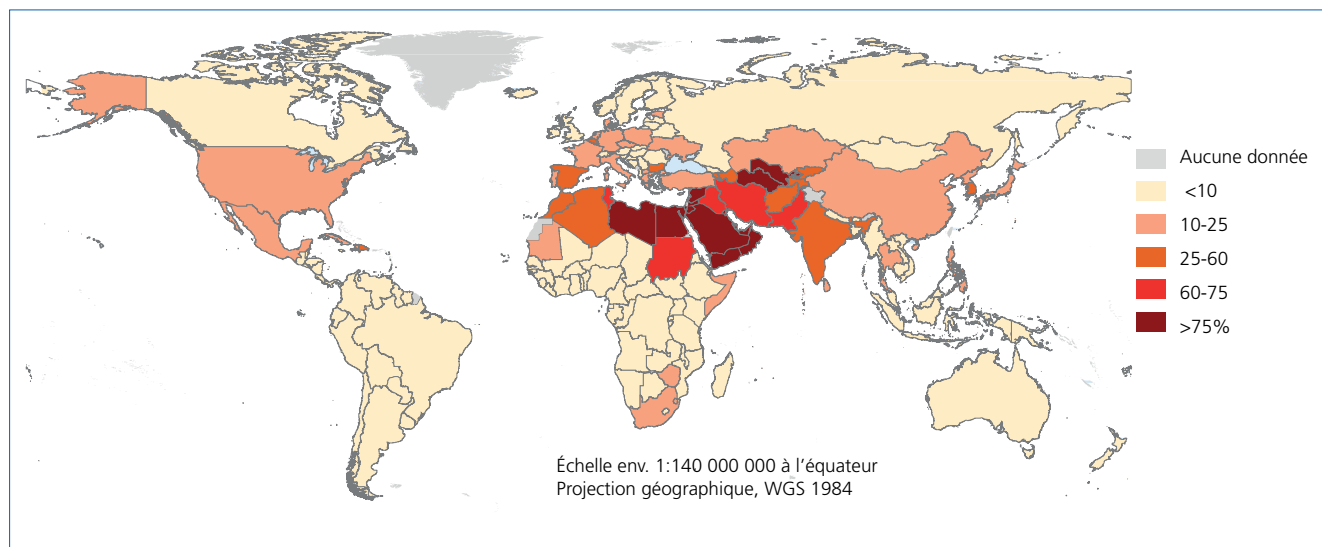 Aucune donnée
<10
10-25
25-60
60-75
>75%
Échelle env. 1:140 000 000 à l'équateur
Projection géographique, WGS 1984